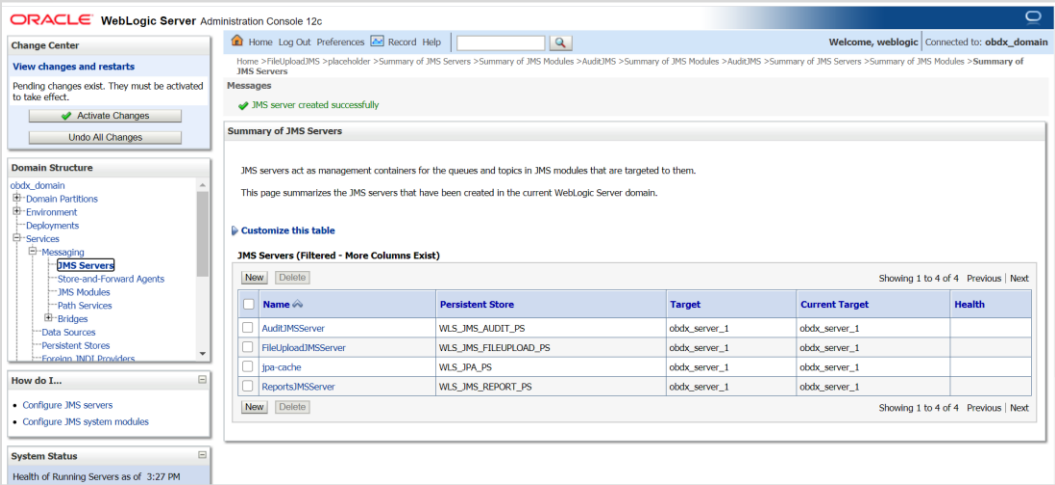 ORACLE WebLogic Server Administration Console 12c
Change Center
View changes and restarts
Pending changes exist. They must be activated
to take effect.
Activate Changes
Undo All Changes
Domain Structure
obdx_domain
Domain Partitions
Environment
Deployments
Services
Messaging
JMS Servers
Store-and-Forward Agents
JMS Modules
Path Services
Bridges
Data Sources
Persistent Stores
Foreign JNDI Providers
How do I...
Configure JMS servers
Configure JMS system modules
System Status
Health of Running Servers as of 3:27 PM
Home Log Out Preferences Record Help
Welcome, weblogic Connected to: obdx_domain
Home >FileUploadJMS >placeholder >Summary of JMS Servers >Summary of JMS Modules >AuditJMS >Summary of JMS Modules >AuditJMS >Summary of JMS Servers >Summary of JMS Modules >Summary of
JMS Servers
Messages
JMS server created successfully
Summary of JMS Servers
JMS servers act as management containers for the queues and topics in JMS modules that are targeted to them.
This page summarizes the JMS servers that have been created in the current WebLogic Server domain.
Customize this table
JMS Servers (Filtered - More Columns Exist)
New Delete Showing 1 to 4 of 4 Previous | Next
Name Persistent Store Target Current Target Health
AuditJMSServer WLS_JMS_AUDIT_PS obdx_server_1 obdx_server_1
FileUploadJMSServer WLS_JMS_FILEUPLOAD_PS obdx_server_1 obdx_server_1
jpa-cache WLS_JPA_PS obdx_server_1 obdx_server_1
ReportsJMSServer WLS_JMS_REPORT_PS obdx_server_1 obdx_server_1
New Delete Showing 1 to 4 of 4 Previous | Next